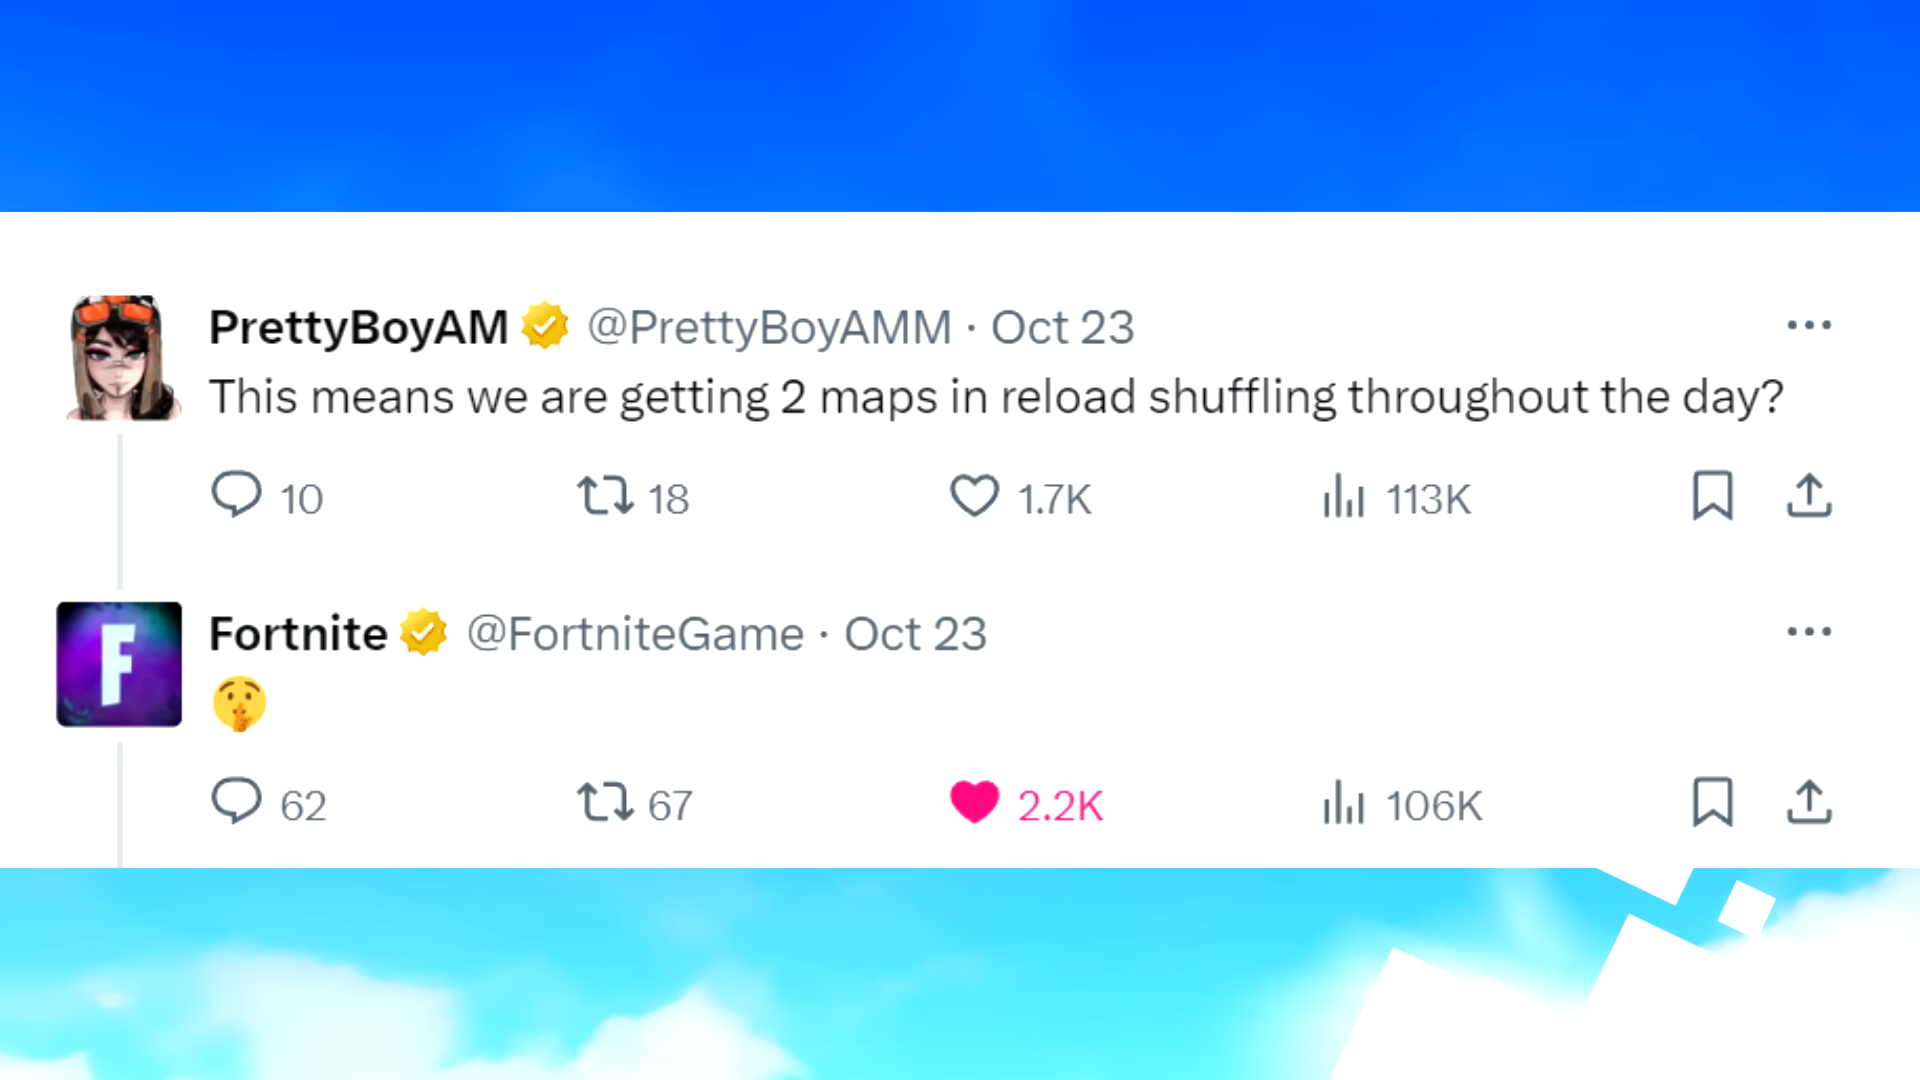 PrettyBoyAM @PrettyBoyAMM · Oct 23
This means we are getting 2 maps in reload shuffling throughout the day?
10 18 1.7K 113K
F
Fortnite @FortniteGame · Oct 23
🤫
62 67 2.2K 106K